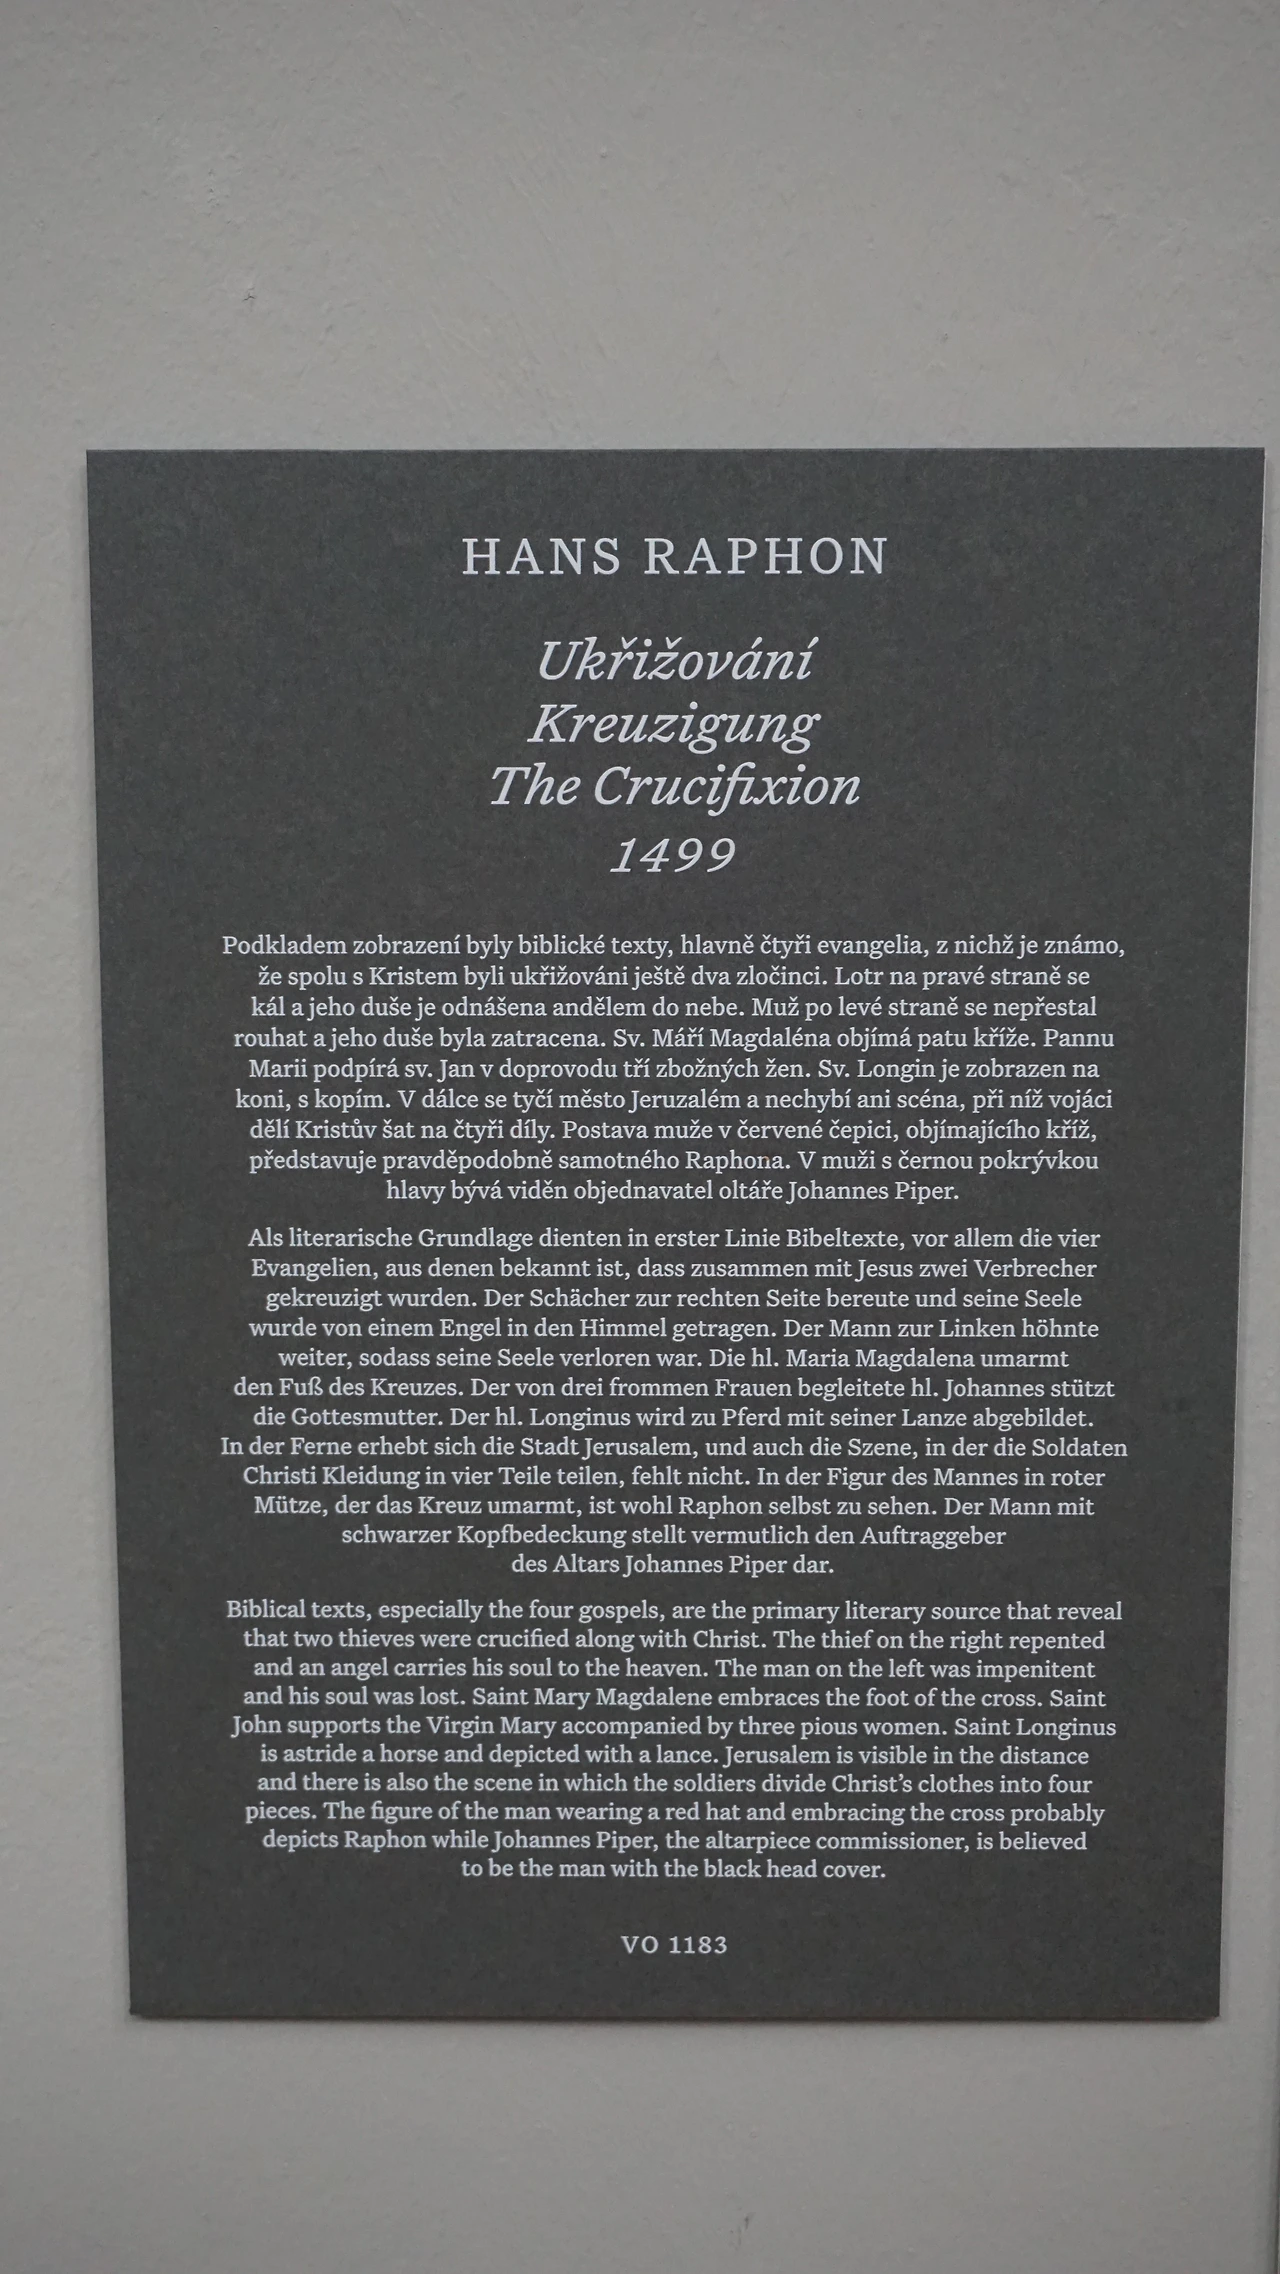 HANS RAPHON
Ukřižování
Kreuzigung
The Crucifixion
1499
Podkladem zobrazení byly biblické texty, hlavně čtyři evangelia, z nichž je známo,
že spolu s Kristem byli ukřižováni ještě dva zločinci. Lotr na pravé straně se
kál a jeho duše je odnášena andělem do nebe. Muž po levé straně se nepřestal
rouhat a jeho duše byla zatracena. Sv. Máří Magdaléna objímá patu kříže. Pannu
Marii podpírá sv. Jan v doprovodu tří zbožných žen. Sv. Longin je zobrazen na
koni, s kopím. V dálce se tyčí město Jeruzalém a nechybí ani scéna, při níž vojáci
dělí Kristův šat na čtyři díly. Postava muže v červené čepici, objímajícího kříž,
představuje pravděpodobně samotného Raphona. V muži s černou pokrývkou
hlavy bývá viděn objednavatel oltáře Johannes Piper.
Als literarische Grundlage dienten in erster Linie Bibeltexte, vor allem die vier
Evangelien, aus denen bekannt ist, dass zusammen mit Jesus zwei Verbrecher
gekreuzigt wurden. Der Schächer zur rechten Seite bereute und seine Seele
wurde von einem Engel in den Himmel getragen. Der Mann zur Linken höhnte
weiter, sodass seine Seele verloren war. Die hl. Maria Magdalena umarmt
den Fuß des Kreuzes. Der von drei frommen Frauen begleitete hl. Johannes stützt
die Gottesmutter. Der hl. Longinus wird zu Pferd mit seiner Lanze abgebildet.
In der Ferne erhebt sich die Stadt Jerusalem, und auch die Szene, in der die Soldaten
Christi Kleidung in vier Teile teilen, fehlt nicht. In der Figur des Mannes in roter
Mütze, der das Kreuz umarmt, ist wohl Raphon selbst zu sehen. Der Mann mit
schwarzer Kopfbedeckung stellt vermutlich den Auftraggeber
des Altars Johannes Piper dar.
Biblical texts, especially the four gospels, are the primary literary source that reveal
that two thieves were crucified along with Christ. The thief on the right repented
and an angel carries his soul to the heaven. The man on the left was impenitent
and his soul was lost. Saint Mary Magdalene embraces the foot of the cross. Saint
John supports the Virgin Mary accompanied by three pious women. Saint Longinus
is astride a horse and depicted with a lance. Jerusalem is visible in the distance
and there is also the scene in which the soldiers divide Christ’s clothes into four
pieces. The figure of the man wearing a red hat and embracing the cross probably
depicts Raphon while Johannes Piper, the altarpiece commissioner, is believed
to be the man with the black head cover.
VO 1183